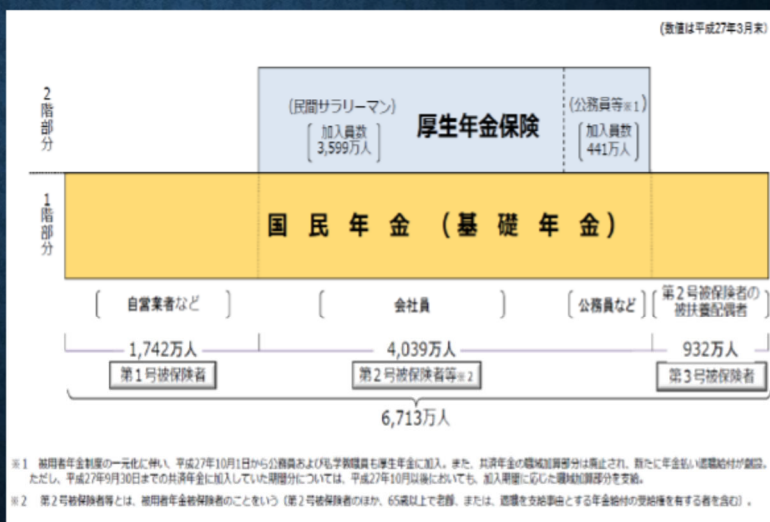 (数値は平成27年3月末)
2階部分
(民間サラリーマン)
加入員数
3,599万人
厚生年金保険
(公務員等※1)
加入員数
441万人
1階部分
国民年金(基礎年金)
自営業者など
会社員
公務員など
第2号被保険者の
被扶養配偶者
1,742万人
4,039万人
932万人
第1号被保険者
第2号被保険者等※2
第3号被保険者
6,713万人
※1 被用者年金制度の一元化に伴い、平成27年10月1日から公務員および私学教職員も厚生年金に加入。また、共済年金の職域加算部分は廃止され、新たに年金払い退職給付が創設。
ただし、平成27年9月30日までの共済年金に加入していた期間分については、平成27年10月以後においても、加入期間に応じた職域加算部分を支給。
※2 第2号被保険者等とは、被用者年金被保険者のことをいう(第2号被保険者のほか、65歳以上で老齢、または、退職を支給事由とする年金給付の受給権を有する者を含む)。